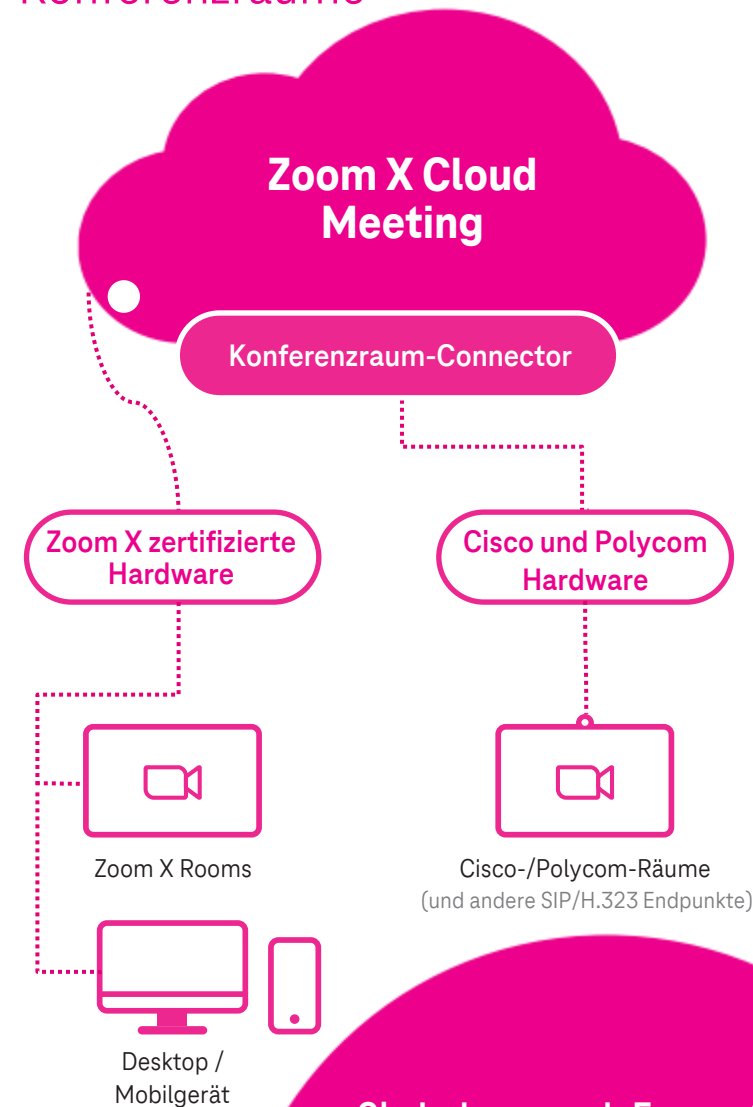 Konferenzräume
Zoom X Cloud
Meeting
Konferenzraum-Connector
Zoom X zertifizierte
Hardware
Cisco und Polycom
Hardware
Zoom X Rooms
Cisco-/Polycom-Räume
(und andere SIP/H.323 Endpunkte)
Desktop /
Mobilgerät